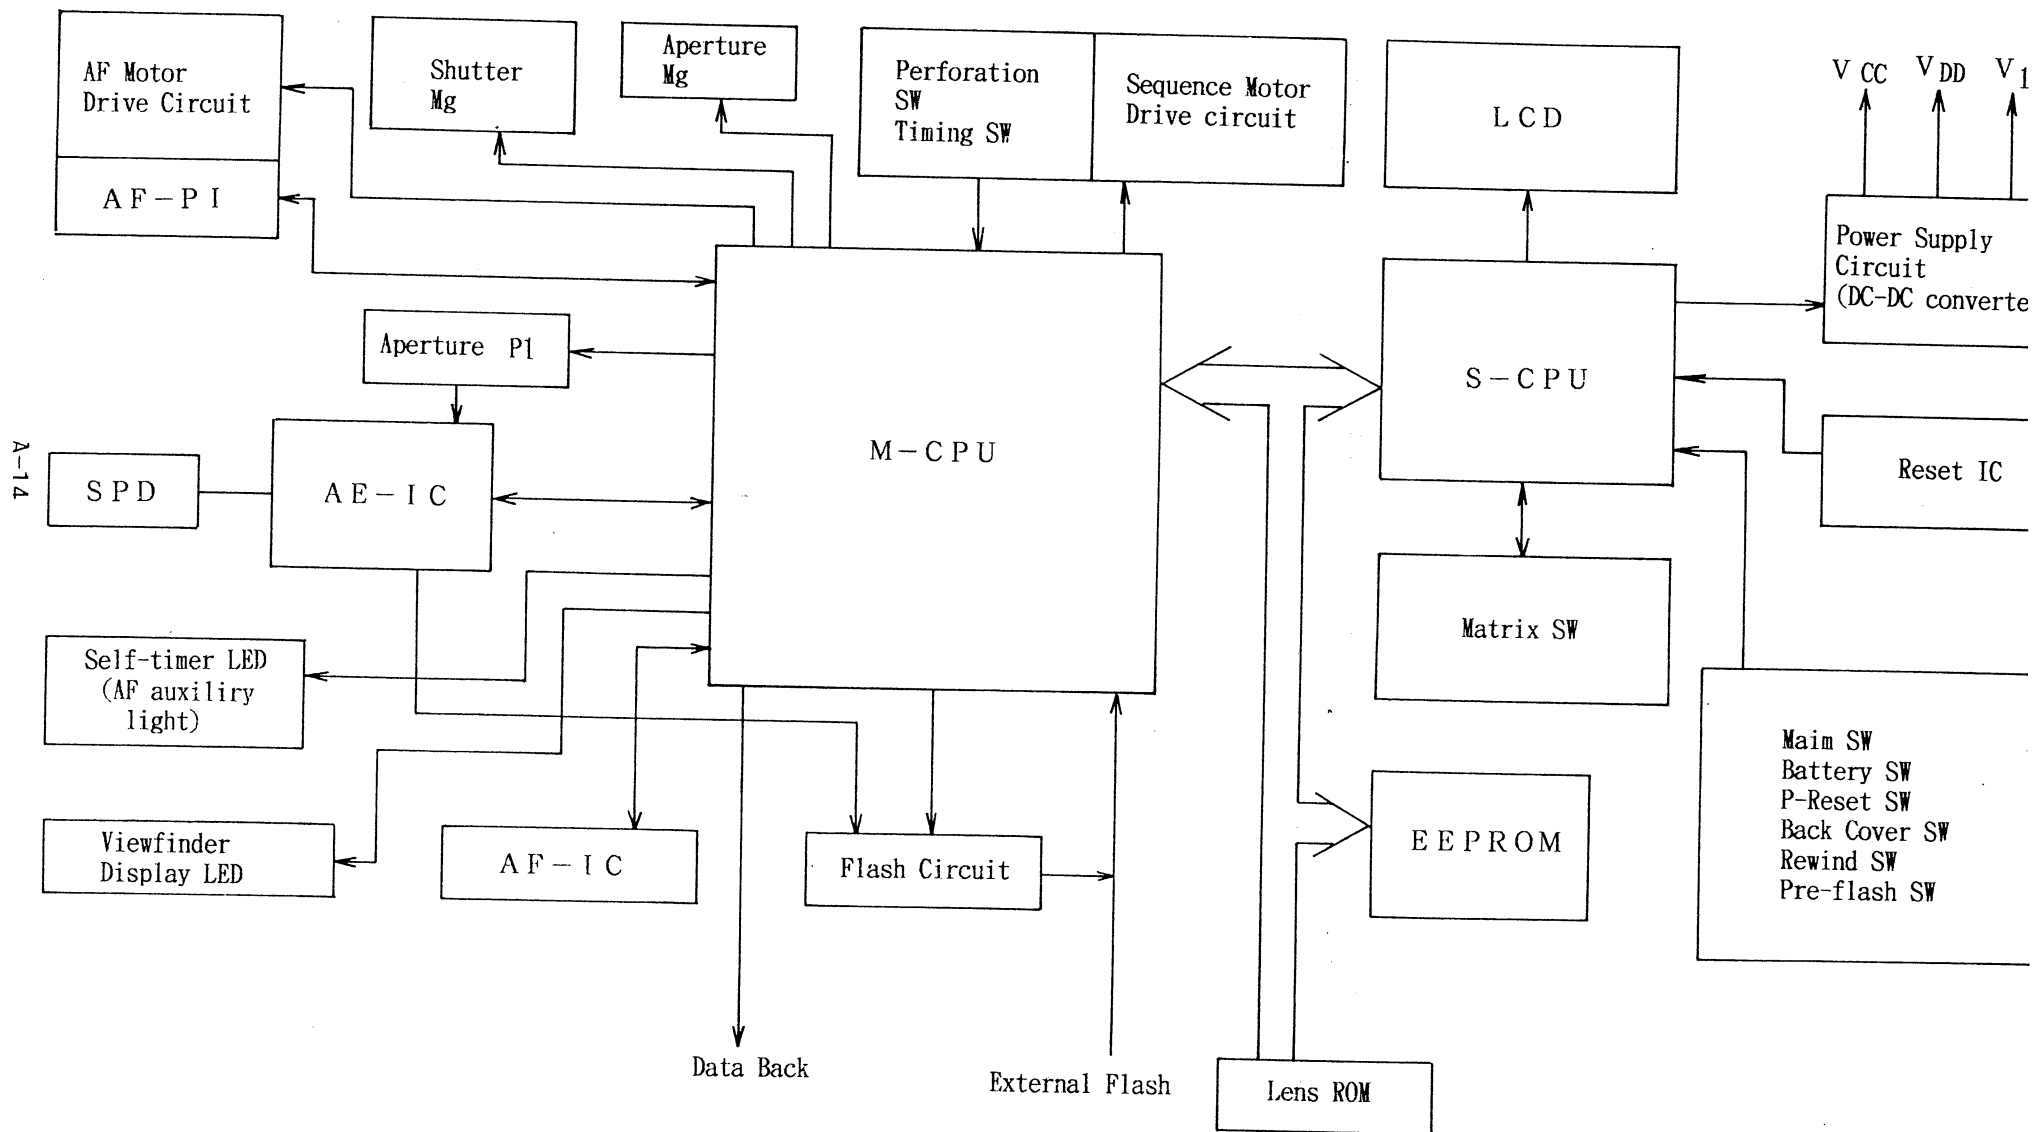 AF Motor
Drive Circuit
AF-PI
Shutter
Mg
Aperture
Mg
Perforation
SW
Timing SW
Sequence Motor
Drive circuit
LCD
VCC VDD V1
Power Supply
Circuit
(DC-DC converte
Aperture P1
M-CPU
S-CPU
Reset IC
A-14
SPD
AE-IC
Matrix SW
Self-timer LED
(AF auxiliry
light)
Maim SW
Battery SW
P-Reset SW
Back Cover SW
Rewind SW
Pre-flash SW
Viewfinder
Display LED
AF-IC
Flash Circuit
EEPROM
Data Back
External Flash
Lens ROM